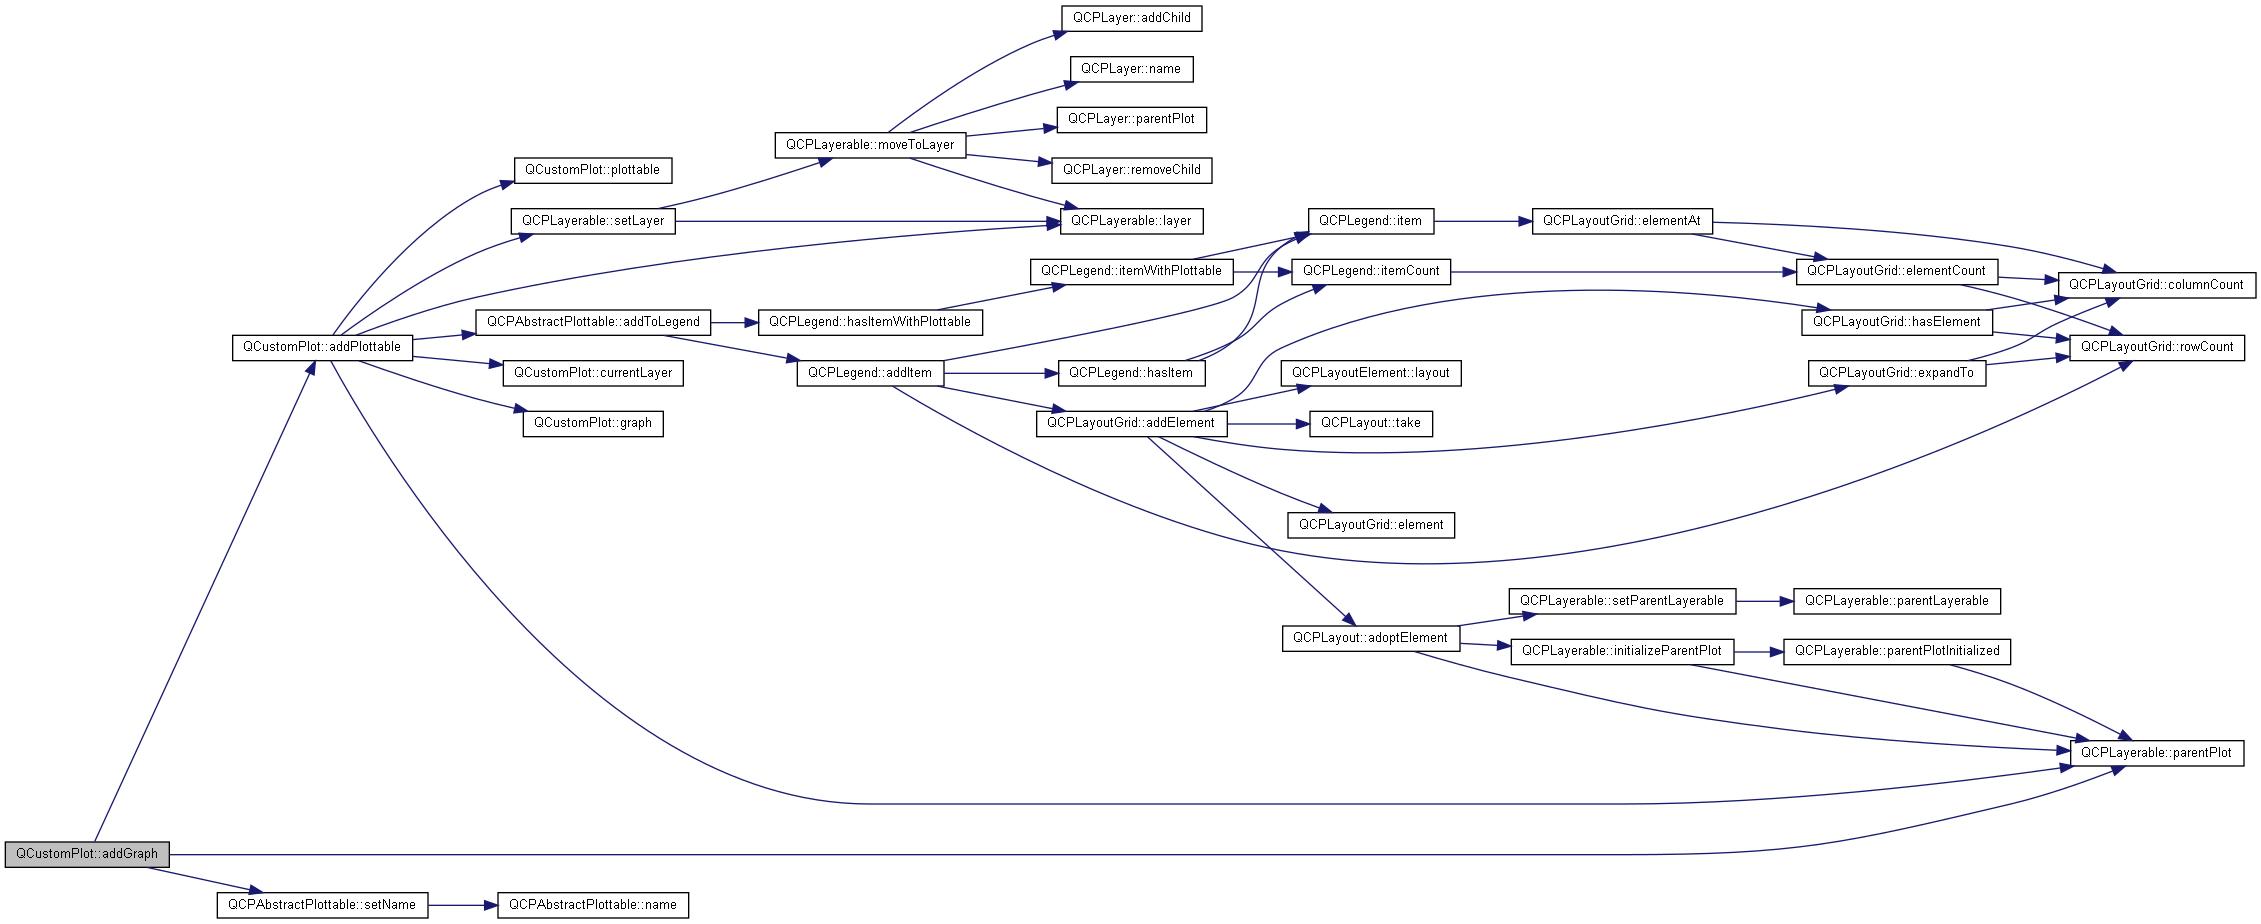 QCPLayer::addChild
QCPLayer::name
QCPLayer::parentPlot
QCPLayerable::moveToLayer
QCustomPlot::plottable
QCPLayer::removeChild
QCPLayerable::setLayer
QCPLayerable::layer
QCPLegend::item
QCPLayoutGrid::elementAt
QCPLegend::itemWithPlottable
QCPLegend::itemCount
QCPLayoutGrid::elementCount
QCPLayoutGrid::columnCount
QCPAbstractPlottable::addToLegend
QCPLegend::hasItemWithPlottable
QCPLayoutGrid::hasElement
QCustomPlot::addPlottable
QCPLayoutGrid::rowCount
QCustomPlot::currentLayer
QCPLegend::addItem
QCPLegend::hasItem
QCPLayoutElement::layout
QCPLayoutGrid::expandTo
QCustomPlot::graph
QCPLayoutGrid::addElement
QCPLayout::take
QCPLayoutGrid::element
QCPLayerable::setParentLayerable
QCPLayerable::parentLayerable
QCPLayout::adoptElement
QCPLayerable::initializeParentPlot
QCPLayerable::parentPlotInitialized
QCPLayerable::parentPlot
QCustomPlot::addGraph
QCPAbstractPlottable::setName
QCPAbstractPlottable::name